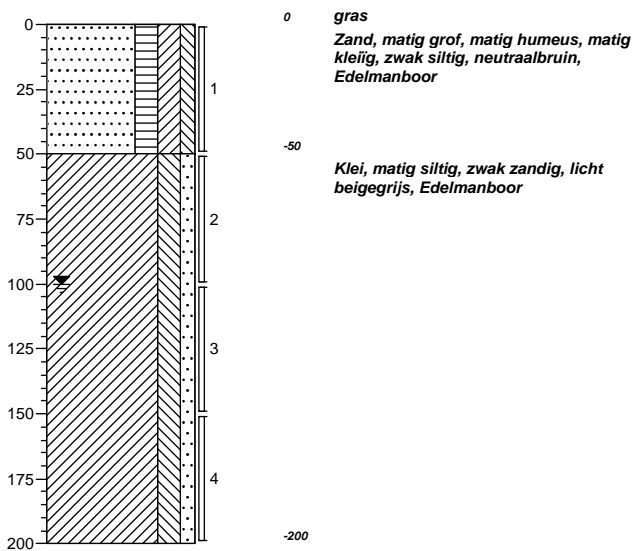 0
25
50
75
100
125
150
175
200
1
2
3
4
0
gras
Zand, matig grof, matig humeus, matig
kleiïg, zwak siltig, neutraalbruin,
Edelmanboor
-50
Klei, matig siltig, zwak zandig, licht
beigegrijs, Edelmanboor
-200